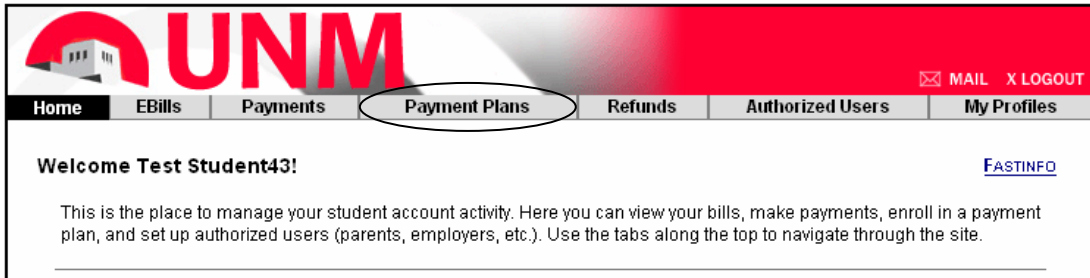 UNM
MAIL X LOGOUT
Home EBills Payments Payment Plans Refunds Authorized Users My Profiles
Welcome Test Student43! FASTINFO
This is the place to manage your student account activity. Here you can view your bills, make payments, enroll in a payment
plan, and set up authorized users (parents, employers, etc.). Use the tabs along the top to navigate through the site.